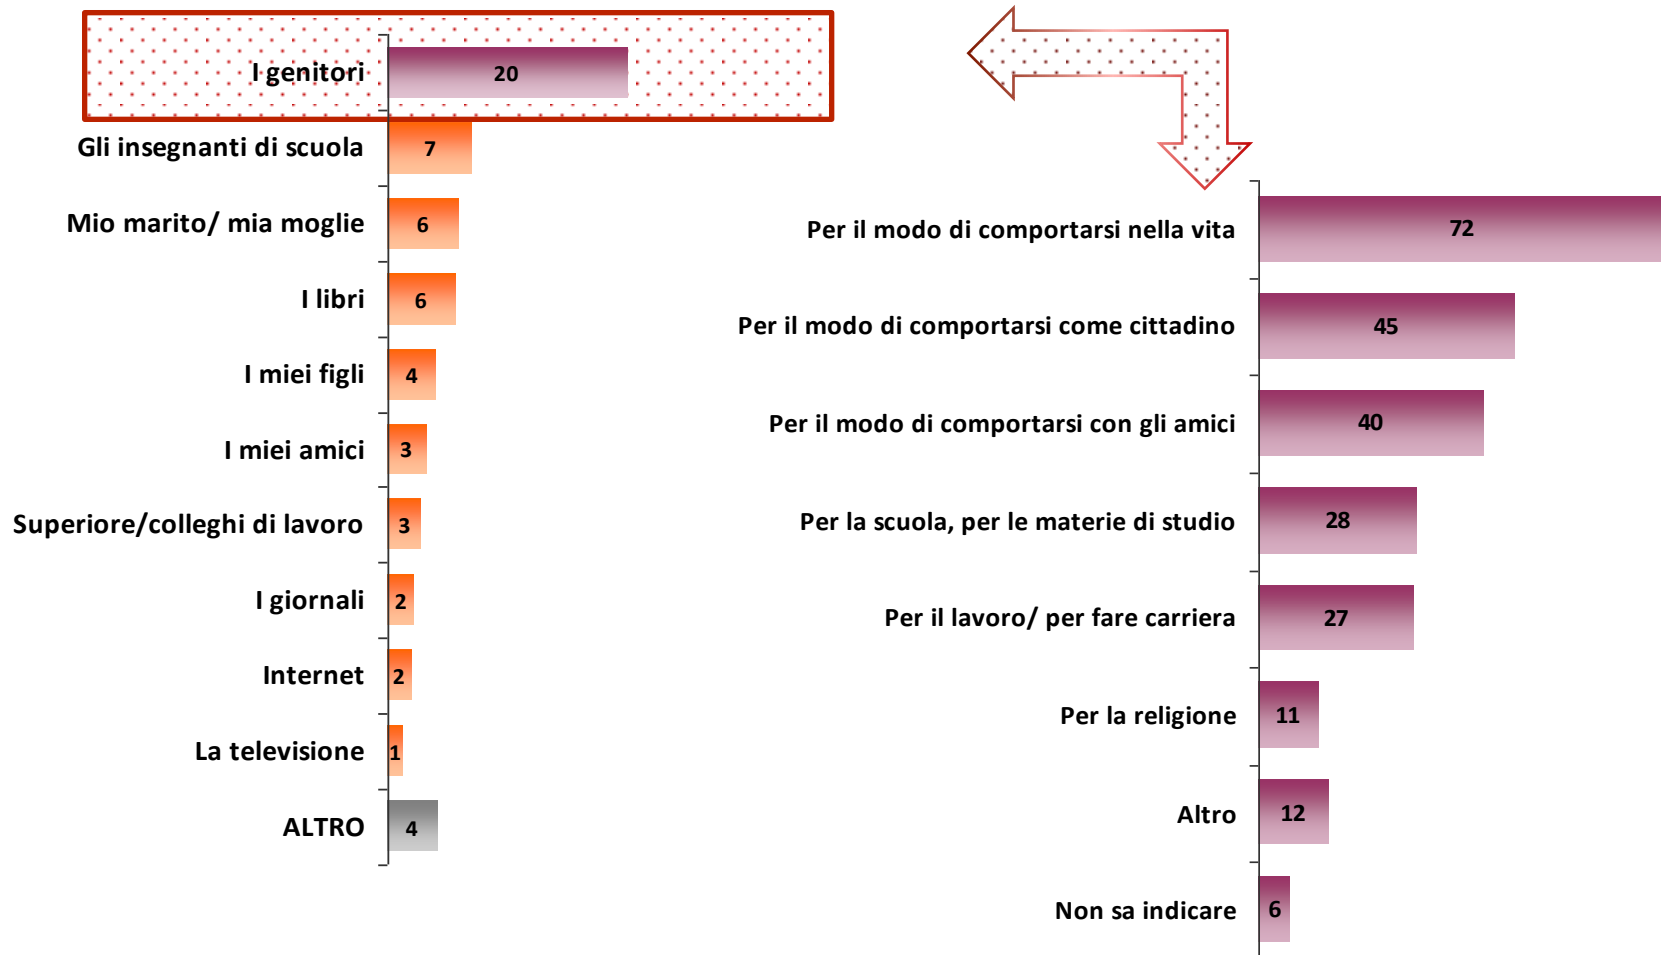 I genitori 20
Gli insegnanti di scuola 7
Mio marito/ mia moglie 6
I libri 6
I miei figli 4
I miei amici 3
Superiore/colleghi di lavoro 3
I giornali 2
Internet 2
La televisione 1
ALTRO 4
Per il modo di comportarsi nella vita 72
Per il modo di comportarsi come cittadino 45
Per il modo di comportarsi con gli amici 40
Per la scuola, per le materie di studio 28
Per il lavoro/ per fare carriera 27
Per la religione 11
Altro 12
Non sa indicare 6